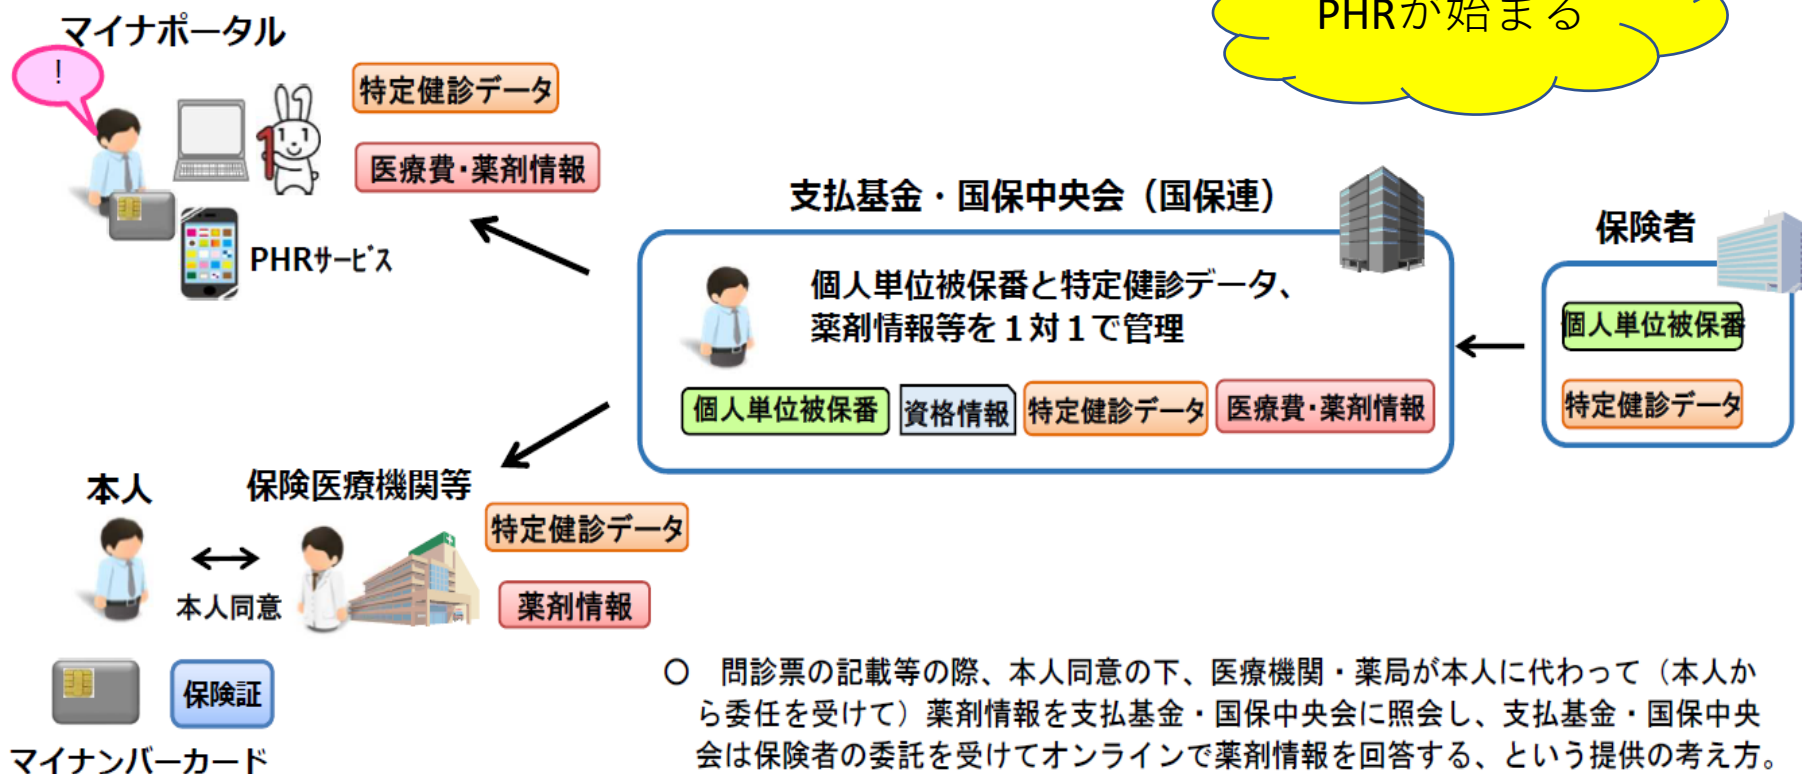 PHRが始まる
マイナポータル
!
特定健診データ
医療費・薬剤情報
PHRサービス
支払基金・国保中央会（国保連）
個人単位被保番と特定健診データ、
薬剤情報等を１対１で管理
個人単位被保番
資格情報
特定健診データ
医療費・薬剤情報
保険者
個人単位被保番
特定健診データ
本人
保険医療機関等
本人同意
特定健診データ
薬剤情報
保険証
マイナンバーカード
○　問診票の記載等の際、本人同意の下、医療機関・薬局が本人に代わって（本人か
ら委任を受けて）薬剤情報を支払基金・国保中央会に照会し、支払基金・国保中央
会は保険者の委託を受けてオンラインで薬剤情報を回答する、という提供の考え方。